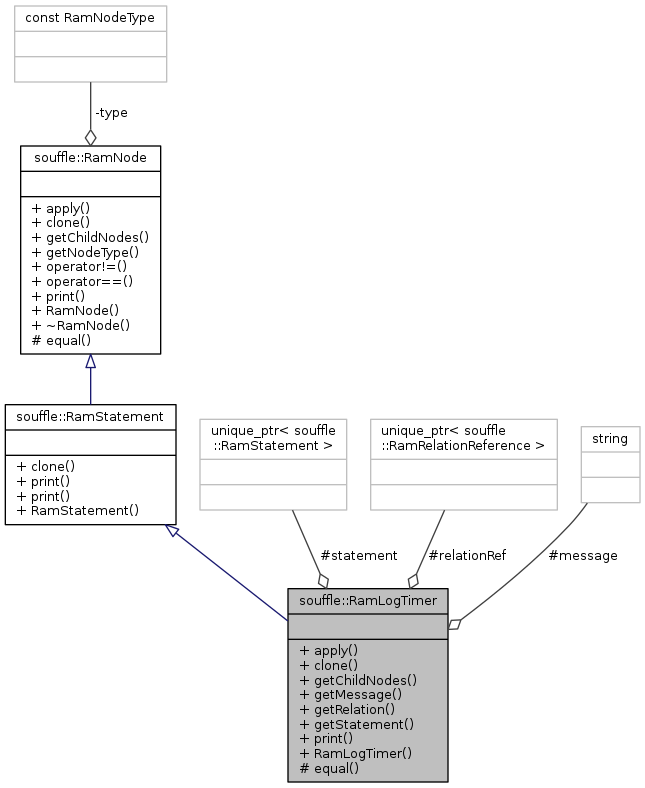 const RamNodeType
-type
souffle::RamNode
+ apply()
+ clone()
+ getChildNodes()
+ getNodeType()
+ operator!=()
+ operator==()
+ print()
+ RamNode()
+ ~RamNode()
# equal()
souffle::RamStatement
+ clone()
+ print()
+ print()
+ RamStatement()
unique_ptr< souffle
::RamStatement >
unique_ptr< souffle
::RamRelationReference >
string
#statement
#relationRef
#message
souffle::RamLogTimer
+ apply()
+ clone()
+ getChildNodes()
+ getMessage()
+ getRelation()
+ getStatement()
+ print()
+ RamLogTimer()
# equal()